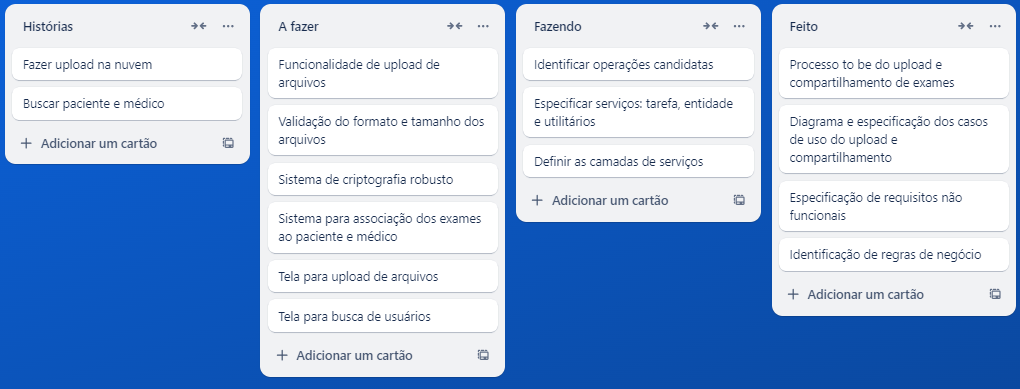 Histórias
Fazer upload na nuvem
Buscar paciente e médico
+ Adicionar um cartão
A fazer
Funcionalidade de upload de
arquivos
Validação do formato e tamanho dos
arquivos
Sistema de criptografia robusto
Sistema para associação dos exames
ao paciente e médico
Tela para upload de arquivos
Tela para busca de usuários
+ Adicionar um cartão
Fazendo
Identificar operações candidatas
Especificar serviços: tarefa, entidade
e utilitários
Definir as camadas de serviços
+ Adicionar um cartão
Feito
Processo to be do upload e
compartilhamento de exames
Diagrama e especificação dos casos
de uso do upload e
compartilhamento
Especificação de requisitos não
funcionais
Identificação de regras de negócio
+ Adicionar um cartão